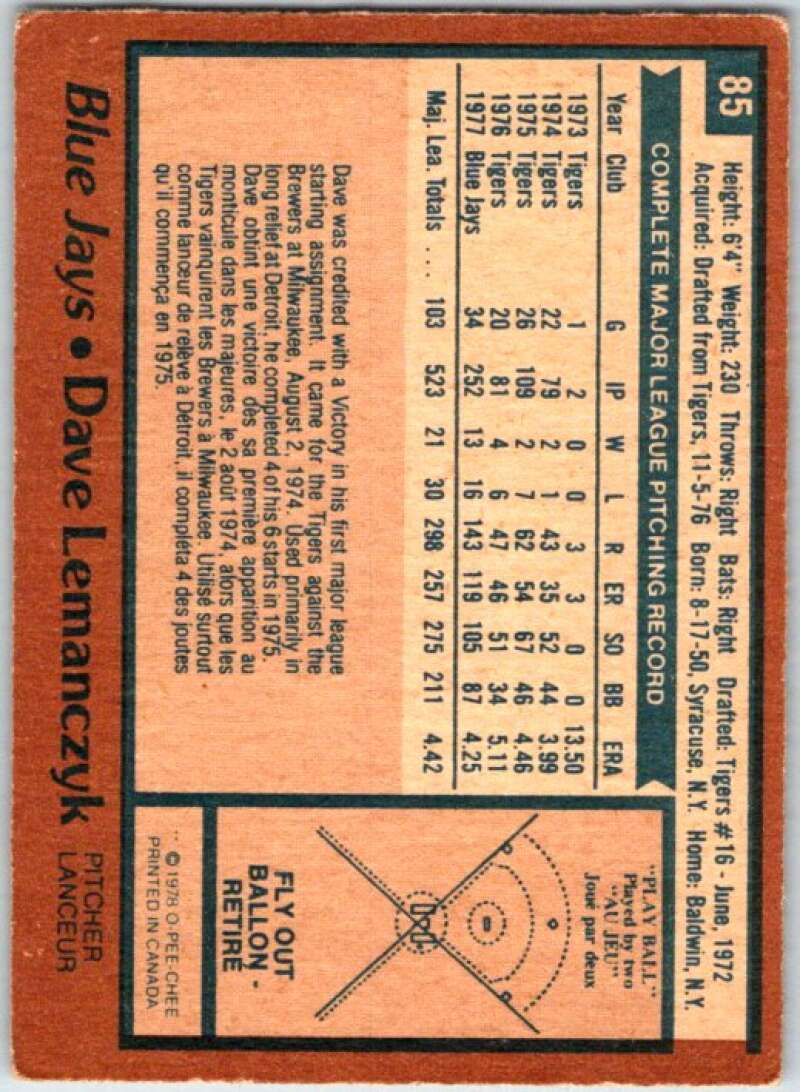 85
Height: 6'4" Weight: 230 Throws: Right Bats: Right Drafted: Tigers #16 - June, 1972
Acquired: Drafted from Tigers, 11-5-76 Born: 8-17-50, Syracuse, N.Y. Home: Baldwin, N.Y.
COMPLETE MAJOR LEAGUE PITCHING RECORD
Year Club G IP W L R ER SO BB ERA
1973 Tigers 1 2 0 0 3 3 0 0 13.50
1974 Tigers 22 79 2 1 43 35 52 44 3.99
1975 Tigers 26 109 2 7 62 54 67 46 4.46
1976 Tigers 20 81 4 6 47 46 51 34 5.11
1977 Blue Jays 34 252 13 16 143 119 105 87 4.25
Maj. Lea. Totals .... 103 523 21 30 298 257 275 211 4.42
Dave was credited with a Victory in his first major league
starting assignment. It came for the Tigers against the
Brewers at Milwaukee, August 2, 1974. Used primarily in
long relief at Detroit, he completed 4 of his 6 starts in 1975.
Dave obtint une victoire dès sa première apparition au
monticule dans les majeures, le 2 août 1974, alors que les
Tigers vainquirent les Brewers à Milwaukee. Utilisé surtout
comme lanceur de relève à Détroit, il compléta 4 des joutes
qu'il commença en 1975.
"PLAY BALL"
Played by two
"AU JEU"
Joué par deux
FLY OUT
BALLON -
RETIRE
©1978 O-PEE-CHEE
PRINTED IN CANADA
Blue Jays • Dave Lemanczyk PITCHER
LANCEUR